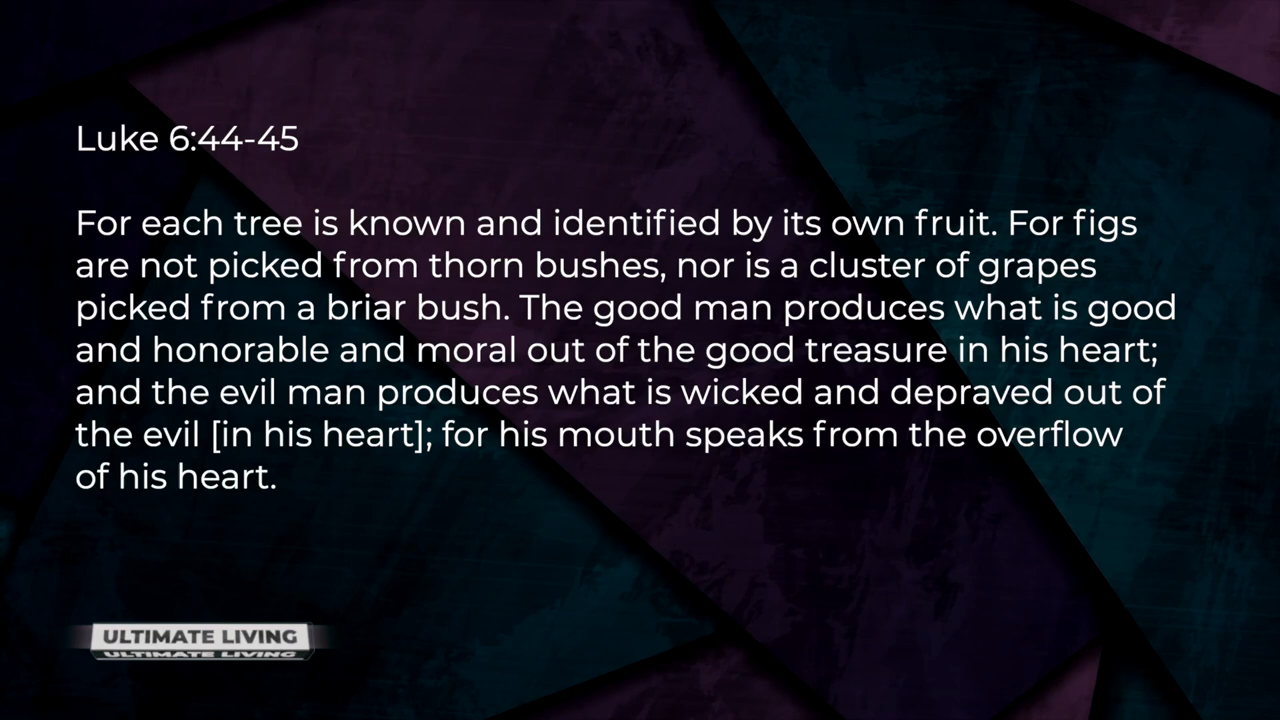 Luke 6:44-45
For each tree is known and identified by its own fruit. For figs
are not picked from thorn bushes, nor is a cluster of grapes
picked from a briar bush. The good man produces what is good
and honorable and moral out of the good treasure in his heart;
and the evil man produces what is wicked and depraved out of
the evil [in his heart]; for his mouth speaks from the overflow
of his heart.
ULTIMATE LIVING
ULTIMATE LIVING